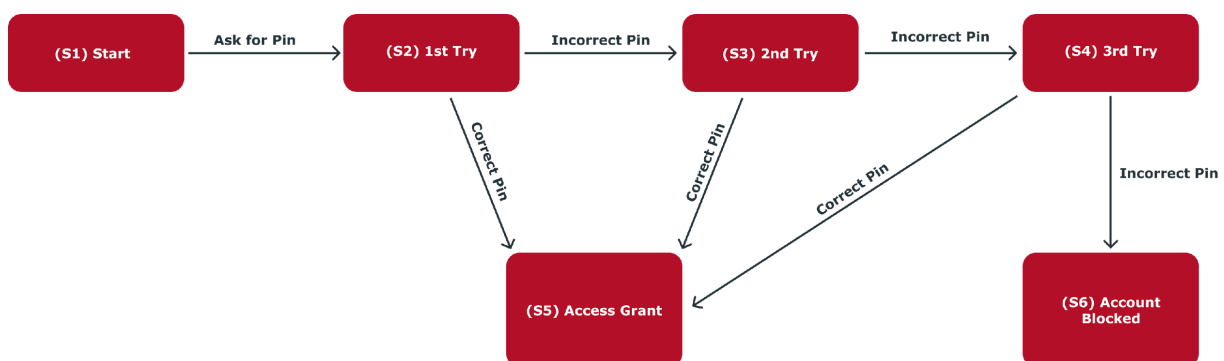 (S1) Start
Ask for Pin
(S2) 1st Try
Incorrect Pin
(S3) 2nd Try
Incorrect Pin
(S4) 3rd Try
Correct Pin
Correct Pin
Correct Pin
Incorrect Pin
(S5) Access Grant
(S6) Account
Blocked